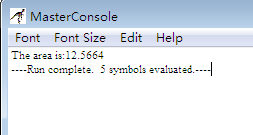 MasterConsole
Font Font Size Edit Help
The area is:12.5664
----Run complete.  5 symbols evaluated.----